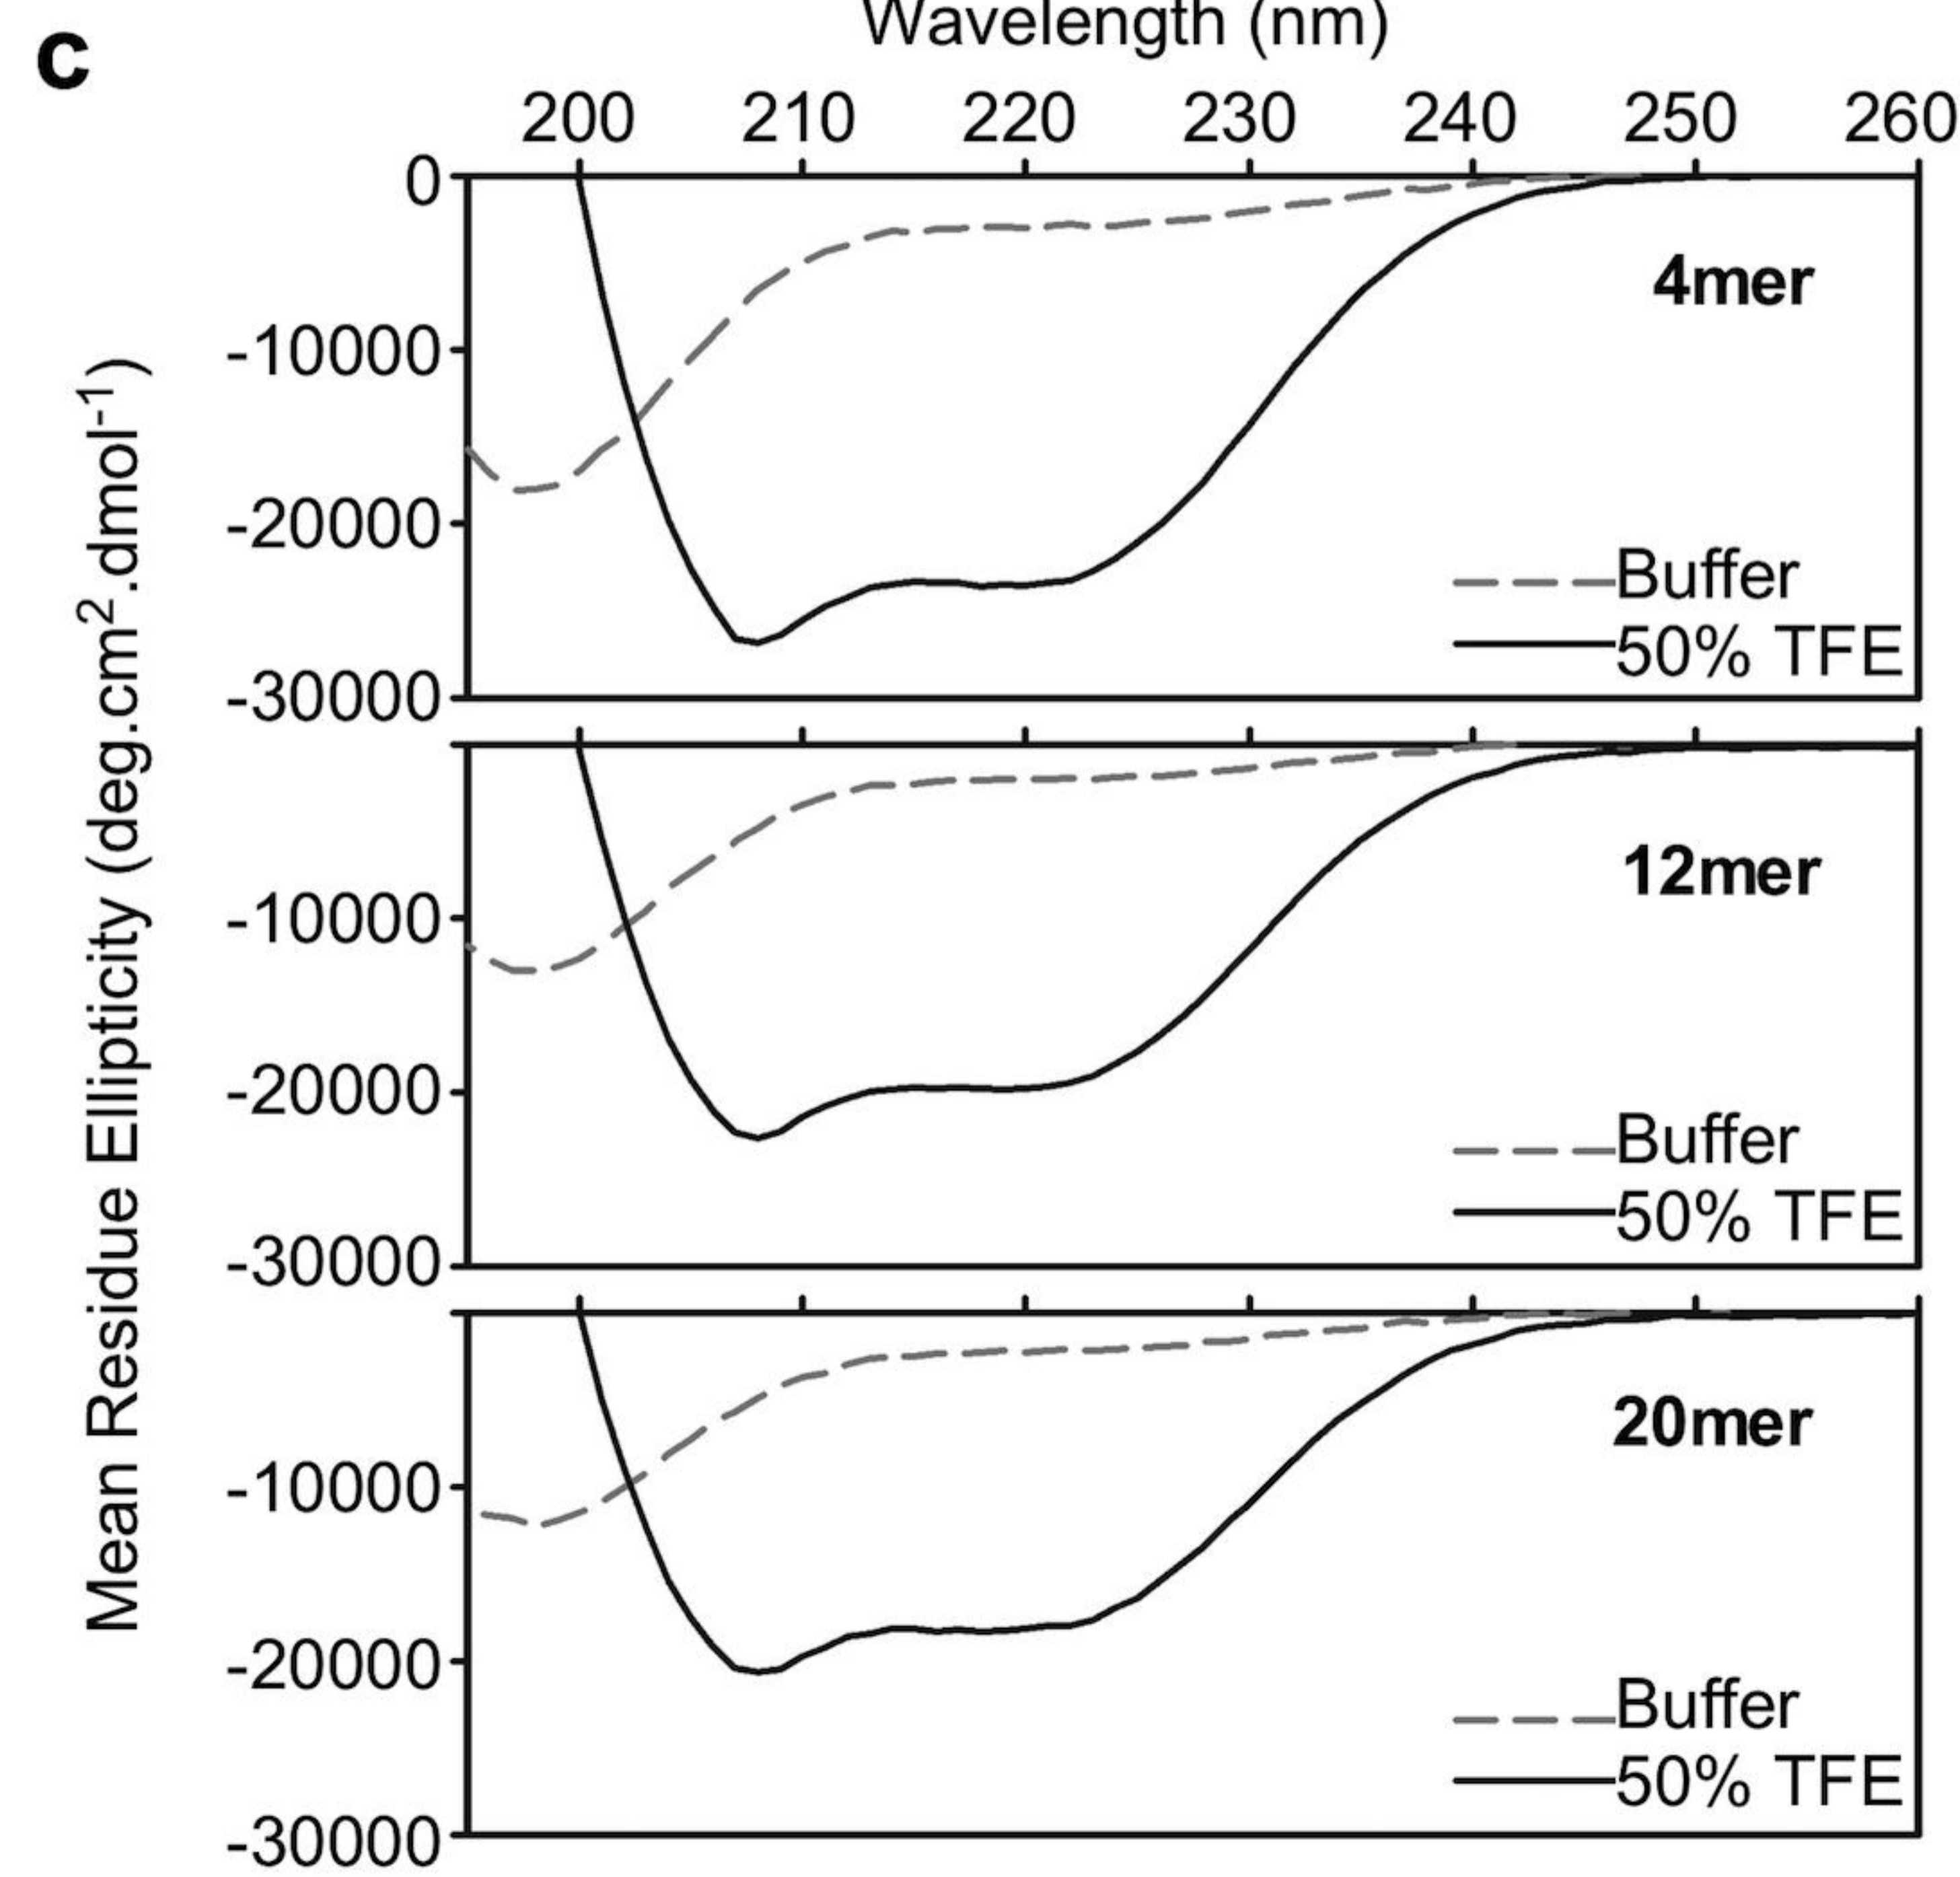 c
Wavelength (nm)
200 210 220 230 240 250 260
Mean Residue Ellipticity (deg.cm².dmol⁻¹)
0
-10000
-20000
-30000
4mer
Buffer
50% TFE
-10000
-20000
-30000
12mer
Buffer
50% TFE
-10000
-20000
-30000
20mer
Buffer
50% TFE